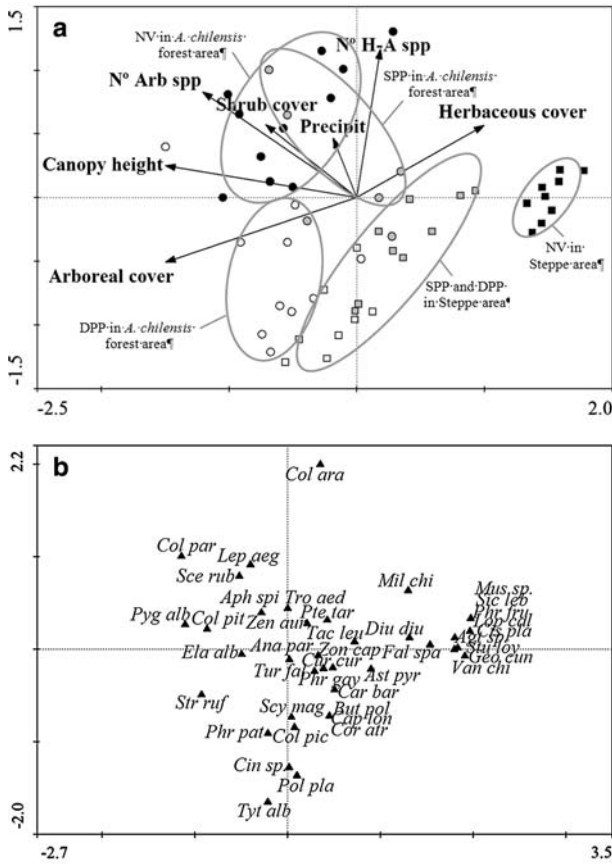 1.5
a
NV·in·
A. chilensis·
forest·area¶
Nº H-A spp
SPP·in·A. chilensis·
forest·area¶
Nº Arb spp
Shrub cover
Precipit
Herbaceous cover
Canopy height
NV·in·
Steppe·area¶
Arboreal cover
SPP·and·DPP·
in·Steppe·area¶
DPP·in·A. chilensis·
forest·area¶
-1.5
-2.5
2.0
2.2
b
Col ara
Col par
Lep aeg
Sce rub
Mil chi
Mus sp.
Sic leb
Phr fru
Aph spi
Tro aed
Pte tar
Pyg alb
Col pit
Zen aur
Tac leu
Diu diu
Ela alb
Ana par
Zon cap
Fal spa
Geo cun
Tur fal
Cur cur
Van chi
Phr gay
Ast pyr
Car bar
Str ruf
Scy mag
But pol
Phr pat
Col pic
Cor atr
Cin sp.
Pol pla
Tyt alb
-2.0
-2.7
3.5